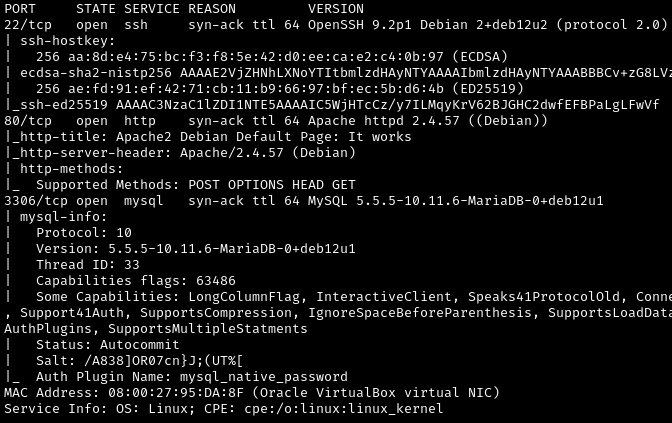 PORT     STATE SERVICE REASON         VERSION
22/tcp   open  ssh     syn-ack ttl 64 OpenSSH 9.2p1 Debian 2+deb12u2 (protocol 2.0)
| ssh-hostkey:
|   256 aa:8d:e4:75:bc:f3:f8:5e:42:d0:ee:ca:e2:c4:0b:97 (ECDSA)
| ecdsa-sha2-nistp256 AAAAE2VjZHNhLXNoYTItbmlzdHAyNTYAAAAIbmlzdHAyNTYAAABBBCv+zG8LVz
|   256 ae:fd:91:ef:42:71:cb:11:b9:66:97:bf:ec:5b:d6:4b (ED25519)
|_ssh-ed25519 AAAAC3NzaC1lZDI1NTE5AAAAIC5WjHTcCz/y7ILMqyKrV62BJGHC2dwfEFBPaLgLFwVf
80/tcp   open  http    syn-ack ttl 64 Apache httpd 2.4.57 ((Debian))
|_http-title: Apache2 Debian Default Page: It works
|_http-server-header: Apache/2.4.57 (Debian)
| http-methods:
|_  Supported Methods: POST OPTIONS HEAD GET
3306/tcp open  mysql   syn-ack ttl 64 MySQL 5.5.5-10.11.6-MariaDB-0+deb12u1
| mysql-info:
|   Protocol: 10
|   Version: 5.5.5-10.11.6-MariaDB-0+deb12u1
|   Thread ID: 33
|   Capabilities flags: 63486
|   Some Capabilities: LongColumnFlag, InteractiveClient, Speaks41ProtocolOld, Conne
, Support41Auth, SupportsCompression, IgnoreSpaceBeforeParenthesis, SupportsLoadData
AuthPlugins, SupportsMultipleStatments
|   Status: Autocommit
|   Salt: /A838]OR07cn}J;(UT%[
|_  Auth Plugin Name: mysql_native_password
MAC Address: 08:00:27:95:DA:8F (Oracle VirtualBox virtual NIC)
Service Info: OS: Linux; CPE: cpe:/o:linux:linux_kernel